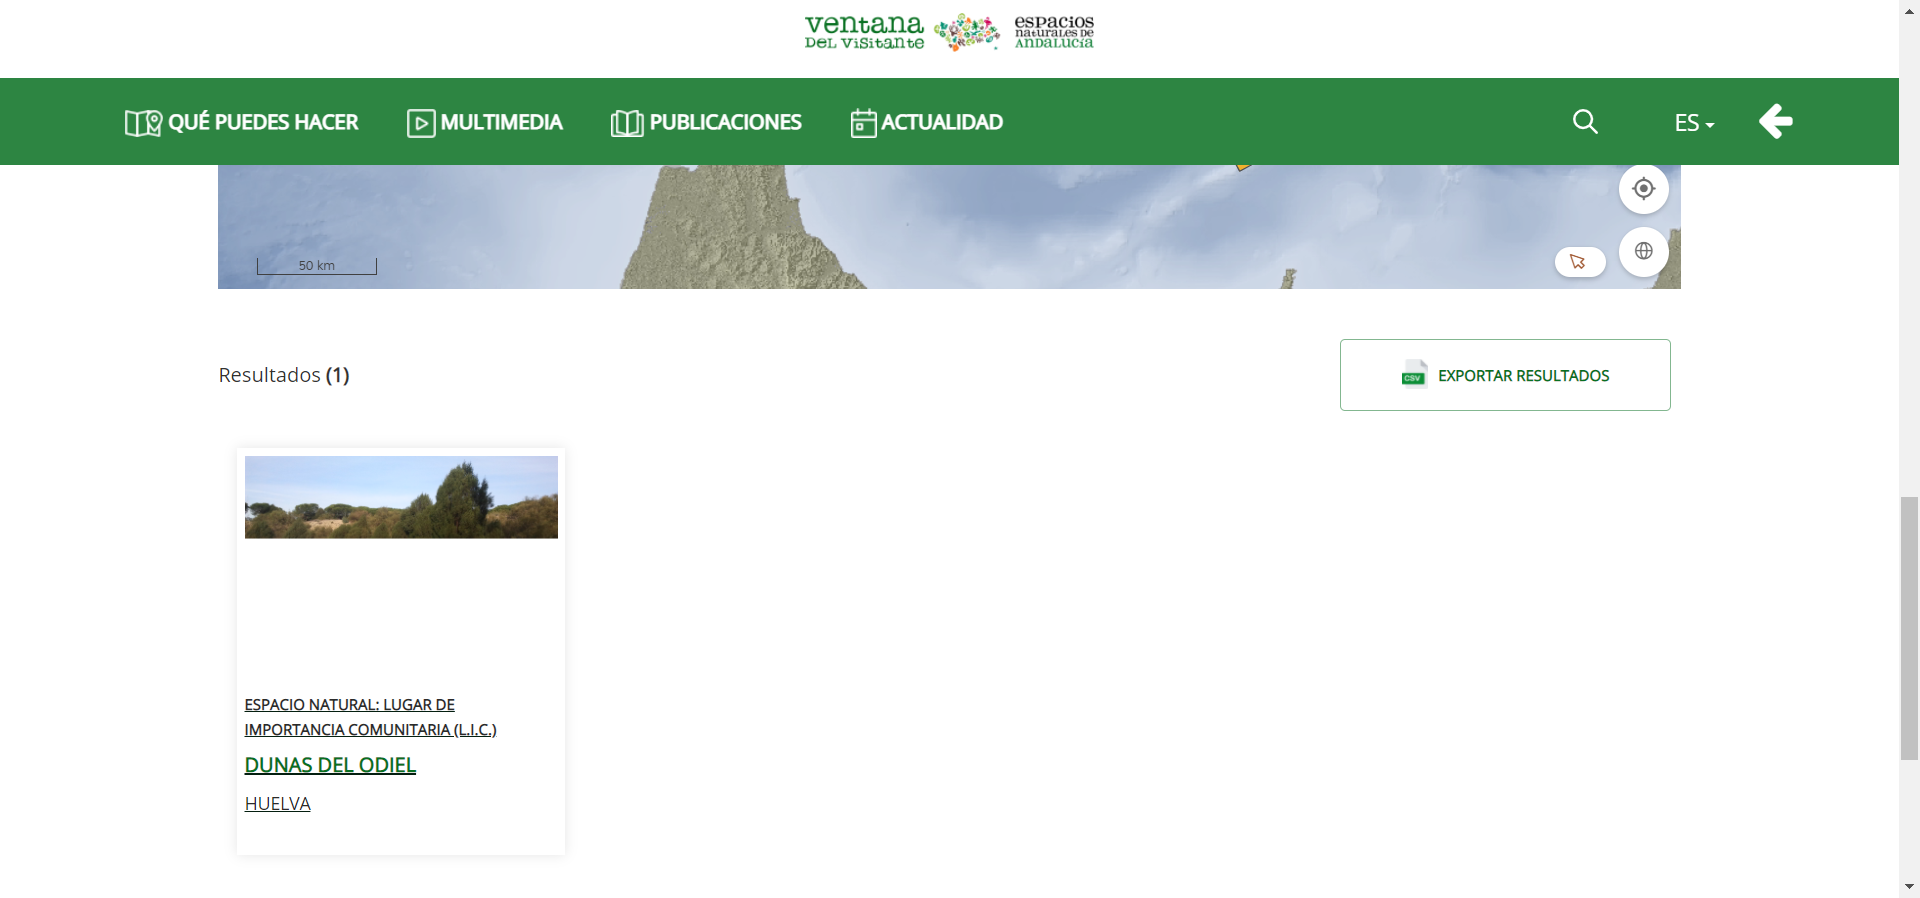 ventana
DEL VISITANTE
espacios
naturales de
ANDALUCÍA
QUÉ PUEDES HACER
MULTIMEDIA
PUBLICACIONES
ACTUALIDAD
ES
50 km
Resultados (1)
CSV
EXPORTAR RESULTADOS
ESPACIO NATURAL: LUGAR DE
IMPORTANCIA COMUNITARIA (L.I.C.)
DUNAS DEL ODIEL
HUELVA